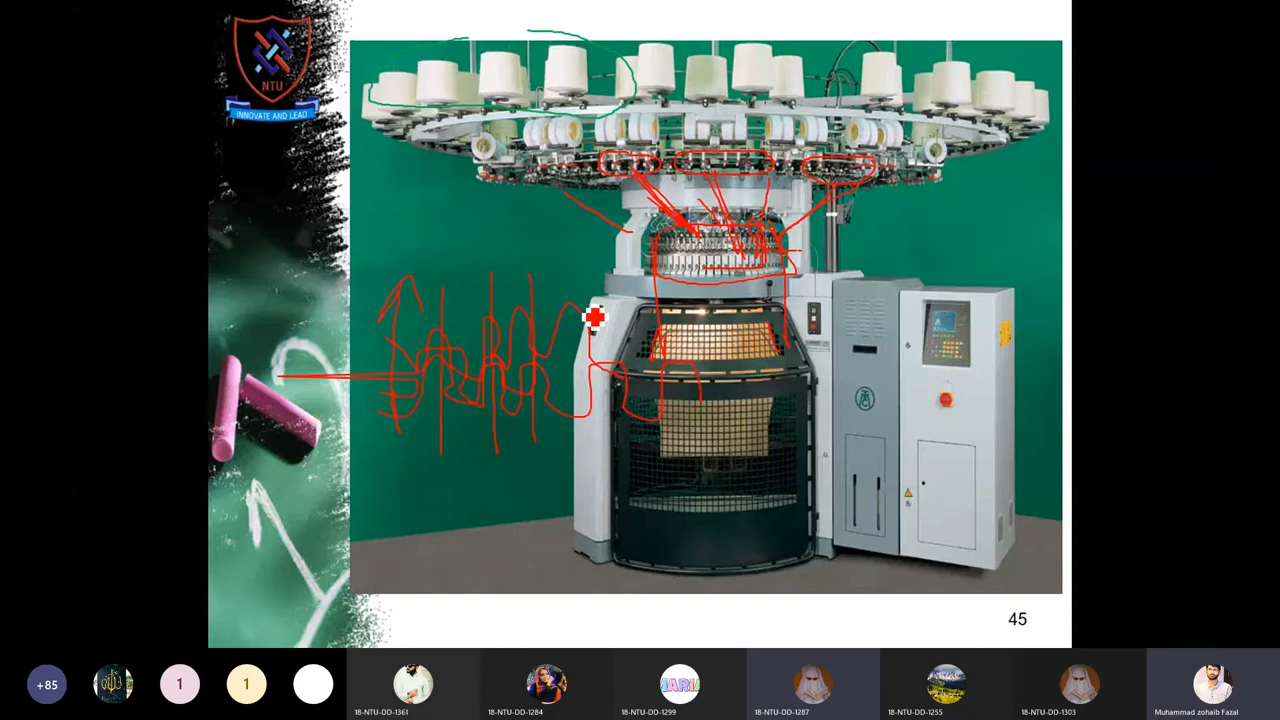 NTU
INNOVATE AND LEAD
45
+85
1
1
18-NTU-DD-1361
18-NTU-DD-1284
18-NTU-DD-1299
18-NTU-DD-1287
18-NTU-DD-1255
18-NTU-DD-1303
Muhammad zohaib Fazal